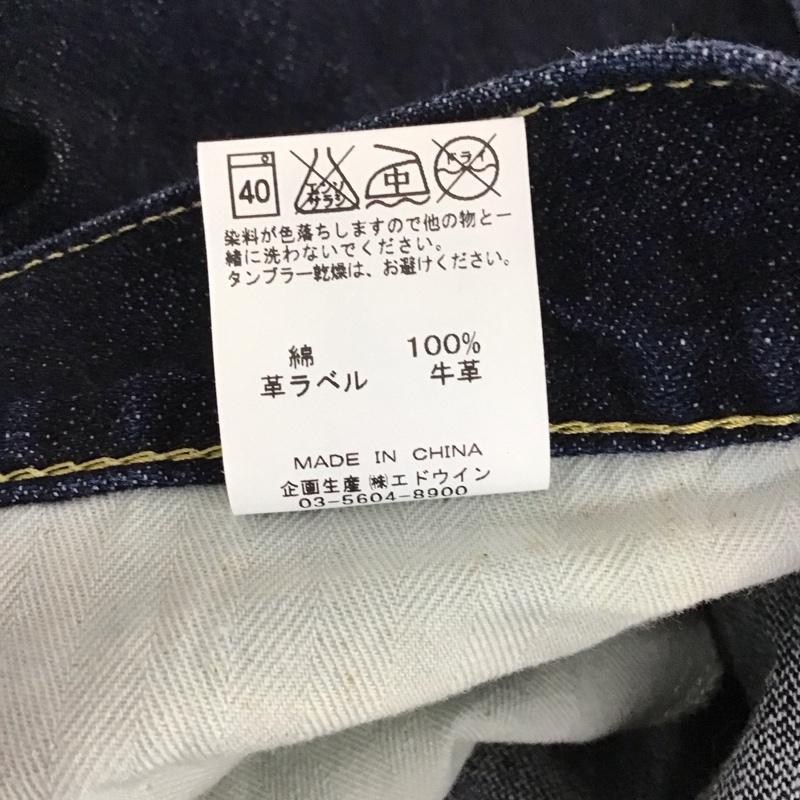 40 エンソサラシ 中 ドライ
染料が色落ちしますので他の物と一
緒に洗わないでください。
タンブラー乾燥は、お避けください。
綿 100%
革ラベル 牛革
MADE IN CHINA
企画生産 ㈱エドウイン
03-5604-8900